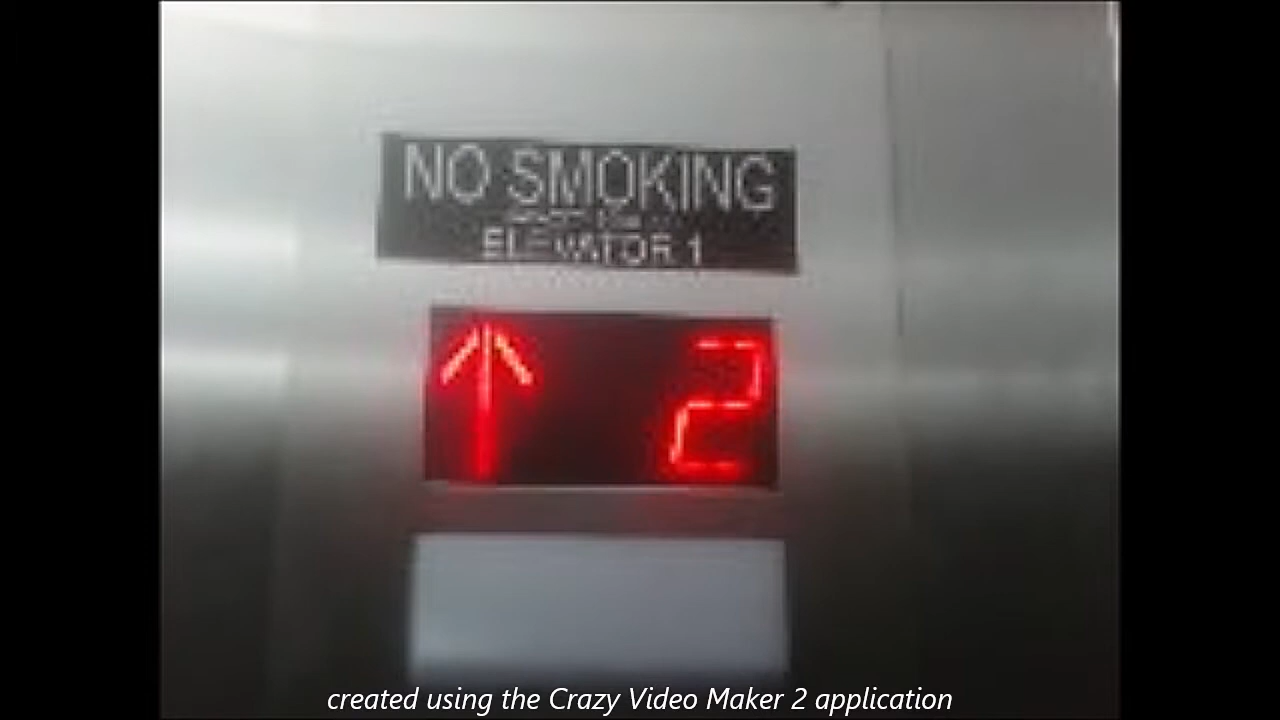 NO SMOKING
ELEVATOR 1
2
created using the Crazy Video Maker 2 application